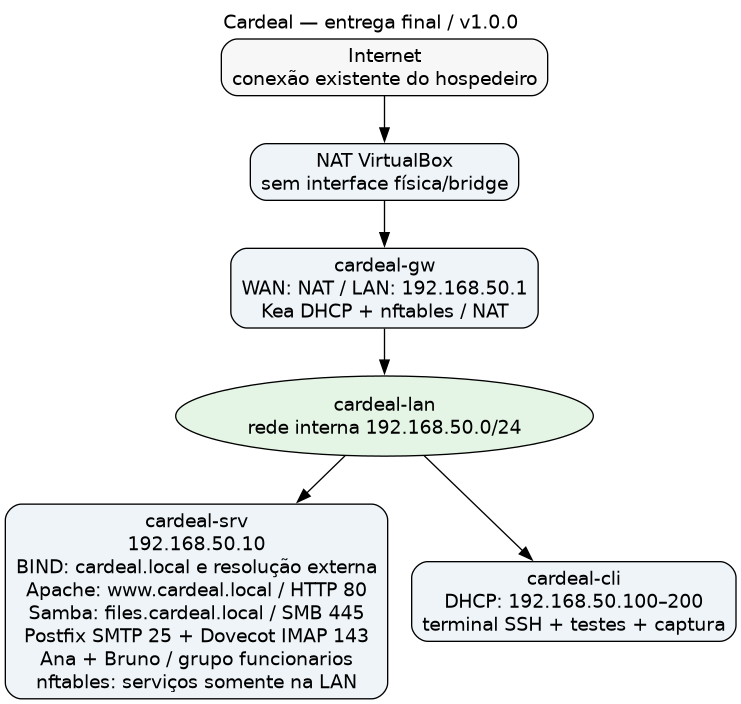 Cardeal — entrega final / v1.0.0
Internet
conexão existente do hospedeiro
NAT VirtualBox
sem interface física/bridge
cardeal-gw
WAN: NAT / LAN: 192.168.50.1
Kea DHCP + nftables / NAT
cardeal-lan
rede interna 192.168.50.0/24
cardeal-srv
192.168.50.10
BIND: cardeal.local e resolução externa
Apache: www.cardeal.local / HTTP 80
Samba: files.cardeal.local / SMB 445
Postfix SMTP 25 + Dovecot IMAP 143
Ana + Bruno / grupo funcionarios
nftables: serviços somente na LAN
cardeal-cli
DHCP: 192.168.50.100–200
terminal SSH + testes + captura